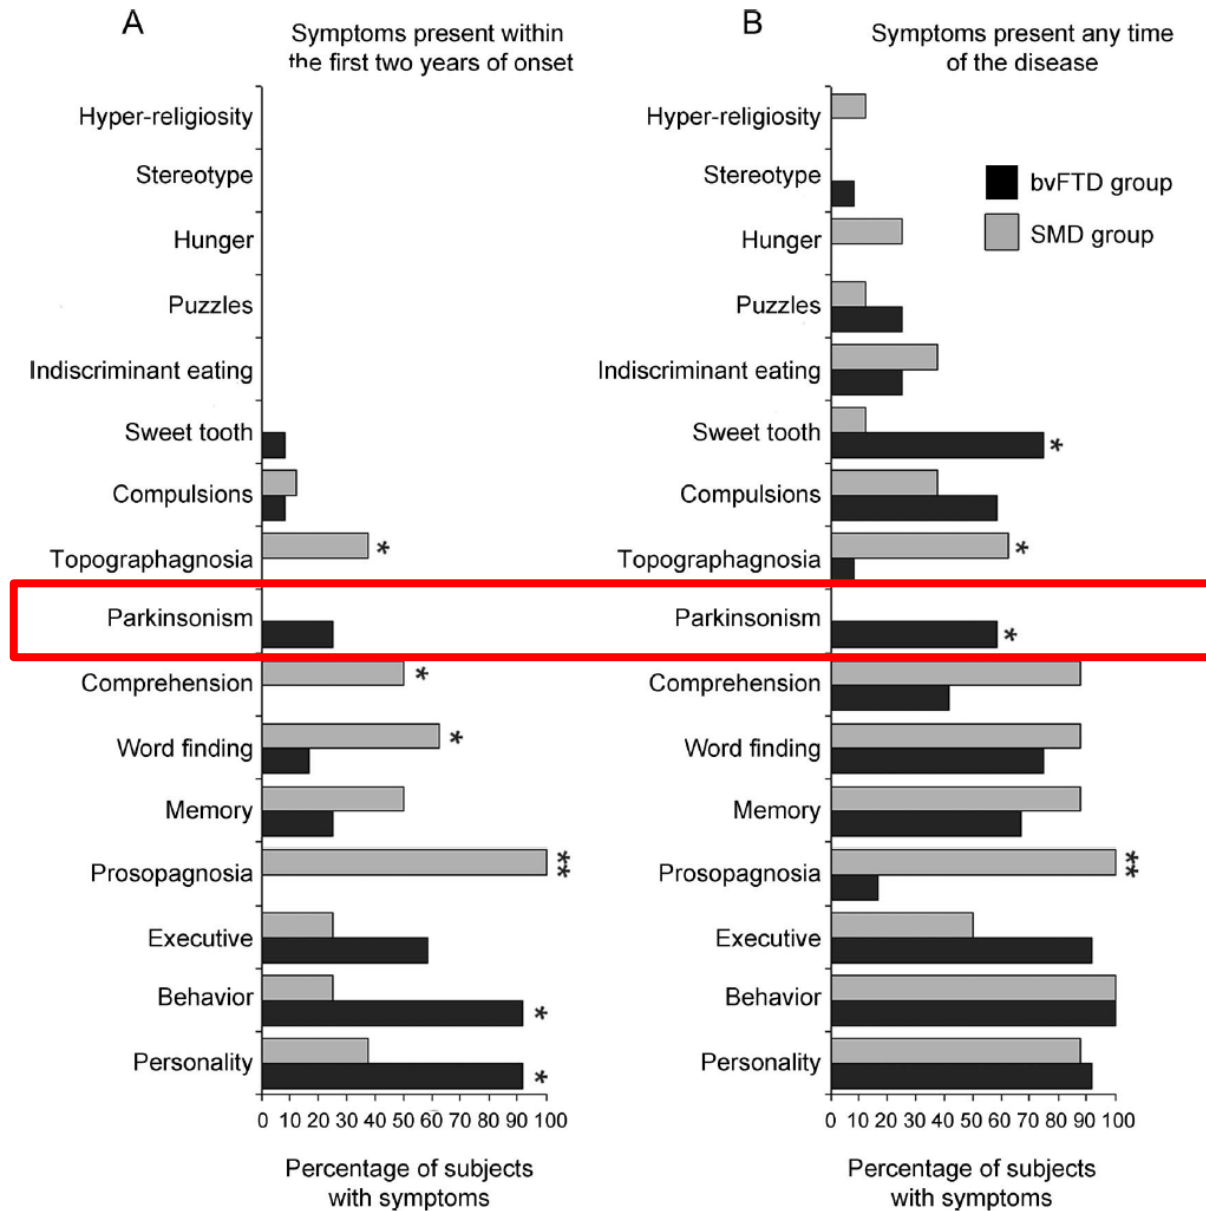 A
Symptoms present within
the first two years of onset
Hyper-religiosity
Stereotype
Hunger
Puzzles
Indiscriminant eating
Sweet tooth
Compulsions
Topographagnosia
*
Parkinsonism
Comprehension
*
Word finding
*
Memory
Prosopagnosia
**
Executive
Behavior
*
Personality
*
0 10 20 30 40 50 60 70 80 90 100
Percentage of subjects
with symptoms
B
Symptoms present any time
of the disease
bvFTD group
SMD group
Hyper-religiosity
Stereotype
Hunger
Puzzles
Indiscriminant eating
Sweet tooth
*
Compulsions
Topographagnosia
*
Parkinsonism
*
Comprehension
Word finding
Memory
Prosopagnosia
**
Executive
Behavior
Personality
0 10 20 30 40 50 60 70 80 90 100
Percentage of subjects
with symptoms